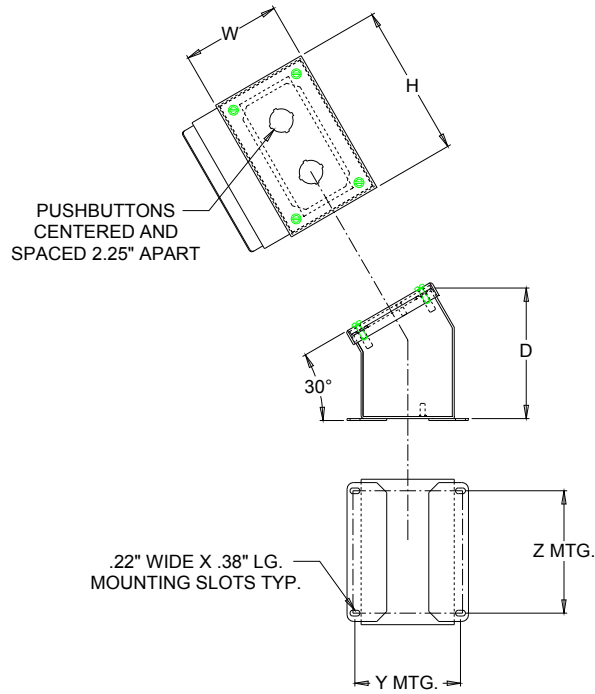 W
H
PUSHBUTTONS
CENTERED AND
SPACED 2.25" APART
D
30°
.22" WIDE X .38" LG.
MOUNTING SLOTS TYP.
Z MTG.
Y MTG.